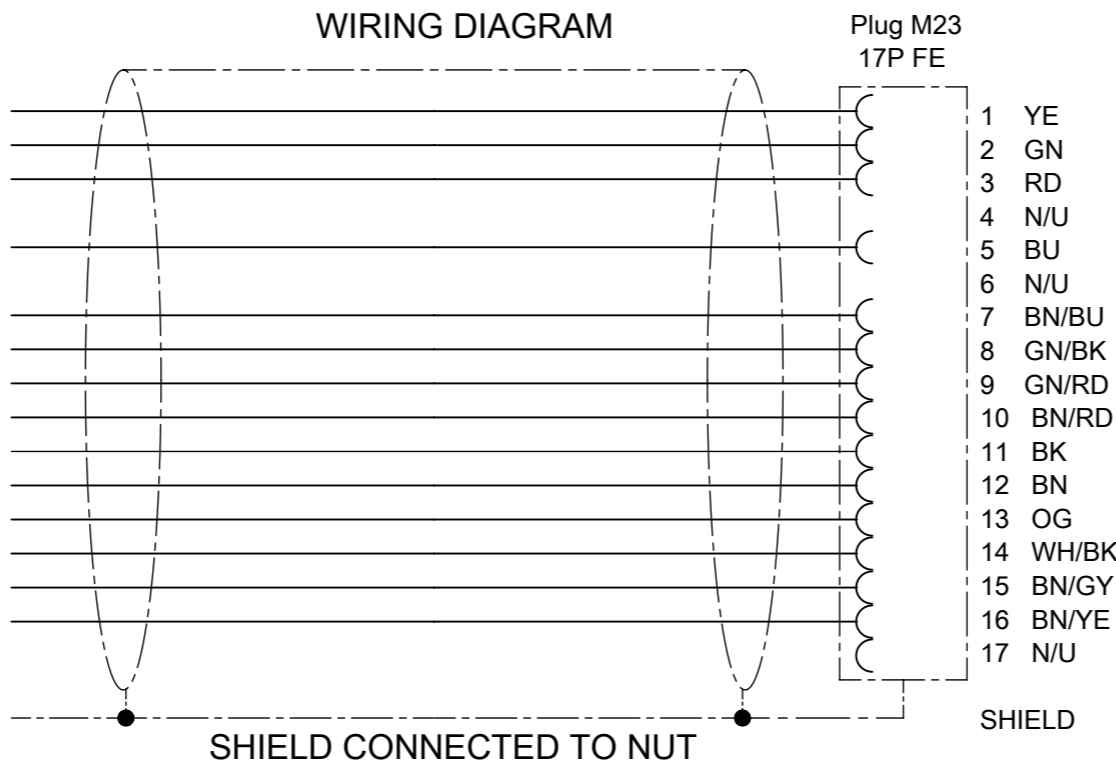 WIRING DIAGRAM
Plug M23
17P FE
1 YE
2 GN
3 RD
4 N/U
5 BU
6 N/U
7 BN/BU
8 GN/BK
9 GN/RD
10 BN/RD
11 BK
12 BN
13 OG
14 WH/BK
15 BN/GY
16 BN/YE
17 N/U
SHIELD
SHIELD CONNECTED TO NUT